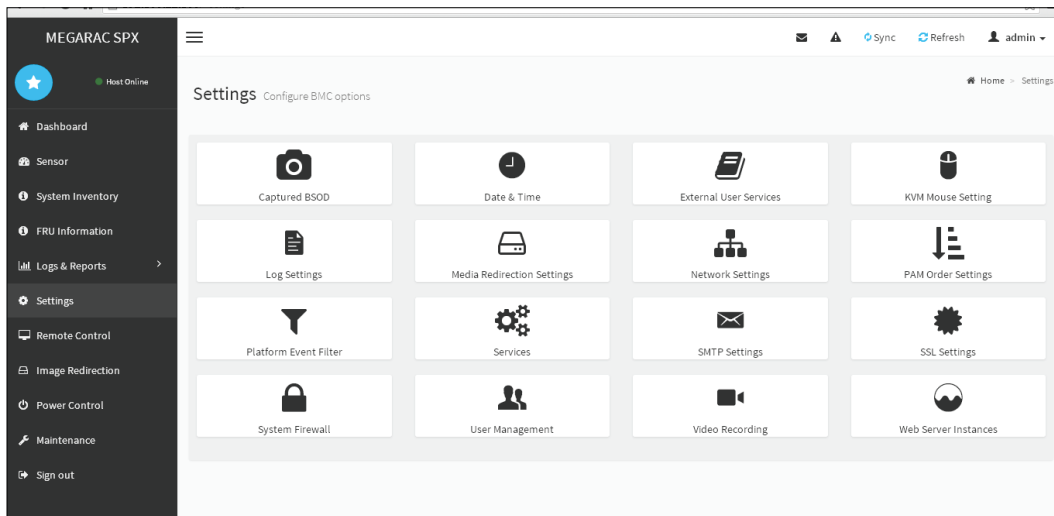 MEGARAC SPX
Sync
Refresh
admin
Host Online
Settings Configure BMC options
Home > Settings
Dashboard
Sensor
System Inventory
FRU Information
Logs & Reports >
Settings
Remote Control
Image Redirection
Power Control
Maintenance
Sign out
Captured BSOD
Date & Time
External User Services
KVM Mouse Setting
Log Settings
Media Redirection Settings
Network Settings
PAM Order Settings
Platform Event Filter
Services
SMTP Settings
SSL Settings
System Firewall
User Management
Video Recording
Web Server Instances